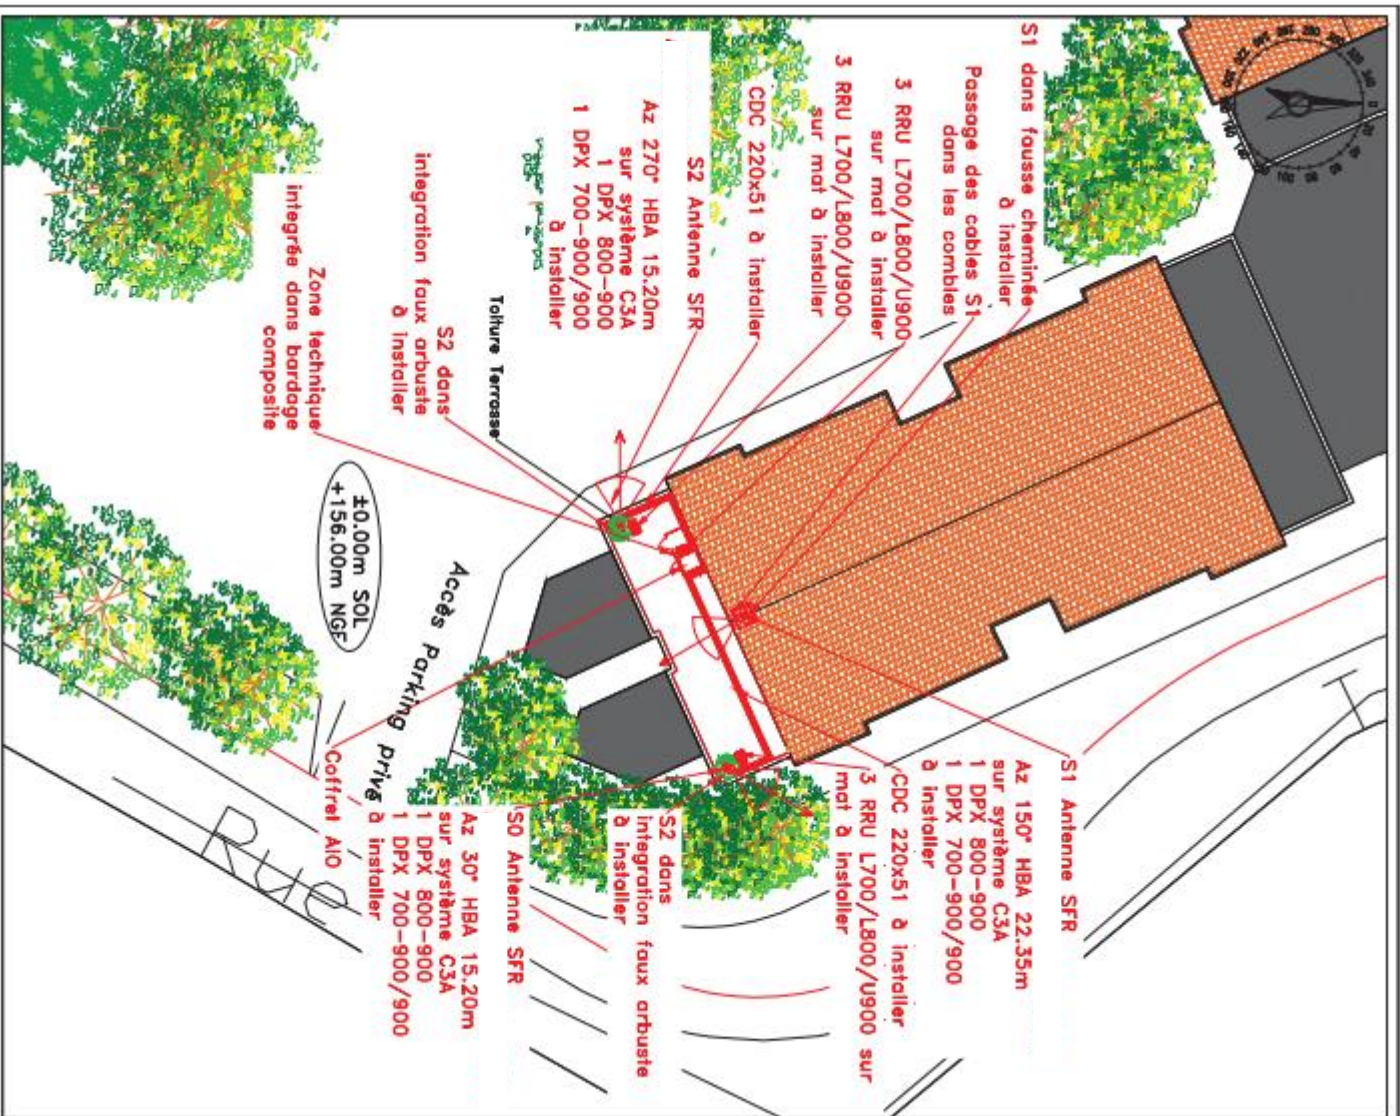 S1 dans fausse cheminée
à installer
Passage des cables S1
dans les combles
3 RRU L700/L800/U900
sur mat à installer
3 RRU L700/L800/U900
sur mat à installer
CDC 220x51 à installer
S2 Antenne SFR
Az 270° HBA 15.20m
sur système C3A
1 DPX 800-900
1 DPX 700-900/900
à installer
Toiture Terrasse
S2 dans
integration faux arbuste
à installer
Zone technique
integrée dans bardage
composite
±0.00m SOL
+156.00m NGF
Accès Parking privé
Rue
Coffret AIO
S1 Antenne SFR
Az 150° HBA 22.35m
sur système C3A
1 DPX 800-900
1 DPX 700-900/900
à installer
CDC 220x51 à installer
3 RRU L700/L800/U900 sur
mat à installer
S2 dans
integration faux arbuste
à installer
S0 Antenne SFR
Az 30° HBA 15.20m
sur système C3A
1 DPX 800-900
1 DPX 700-900/900
à installer